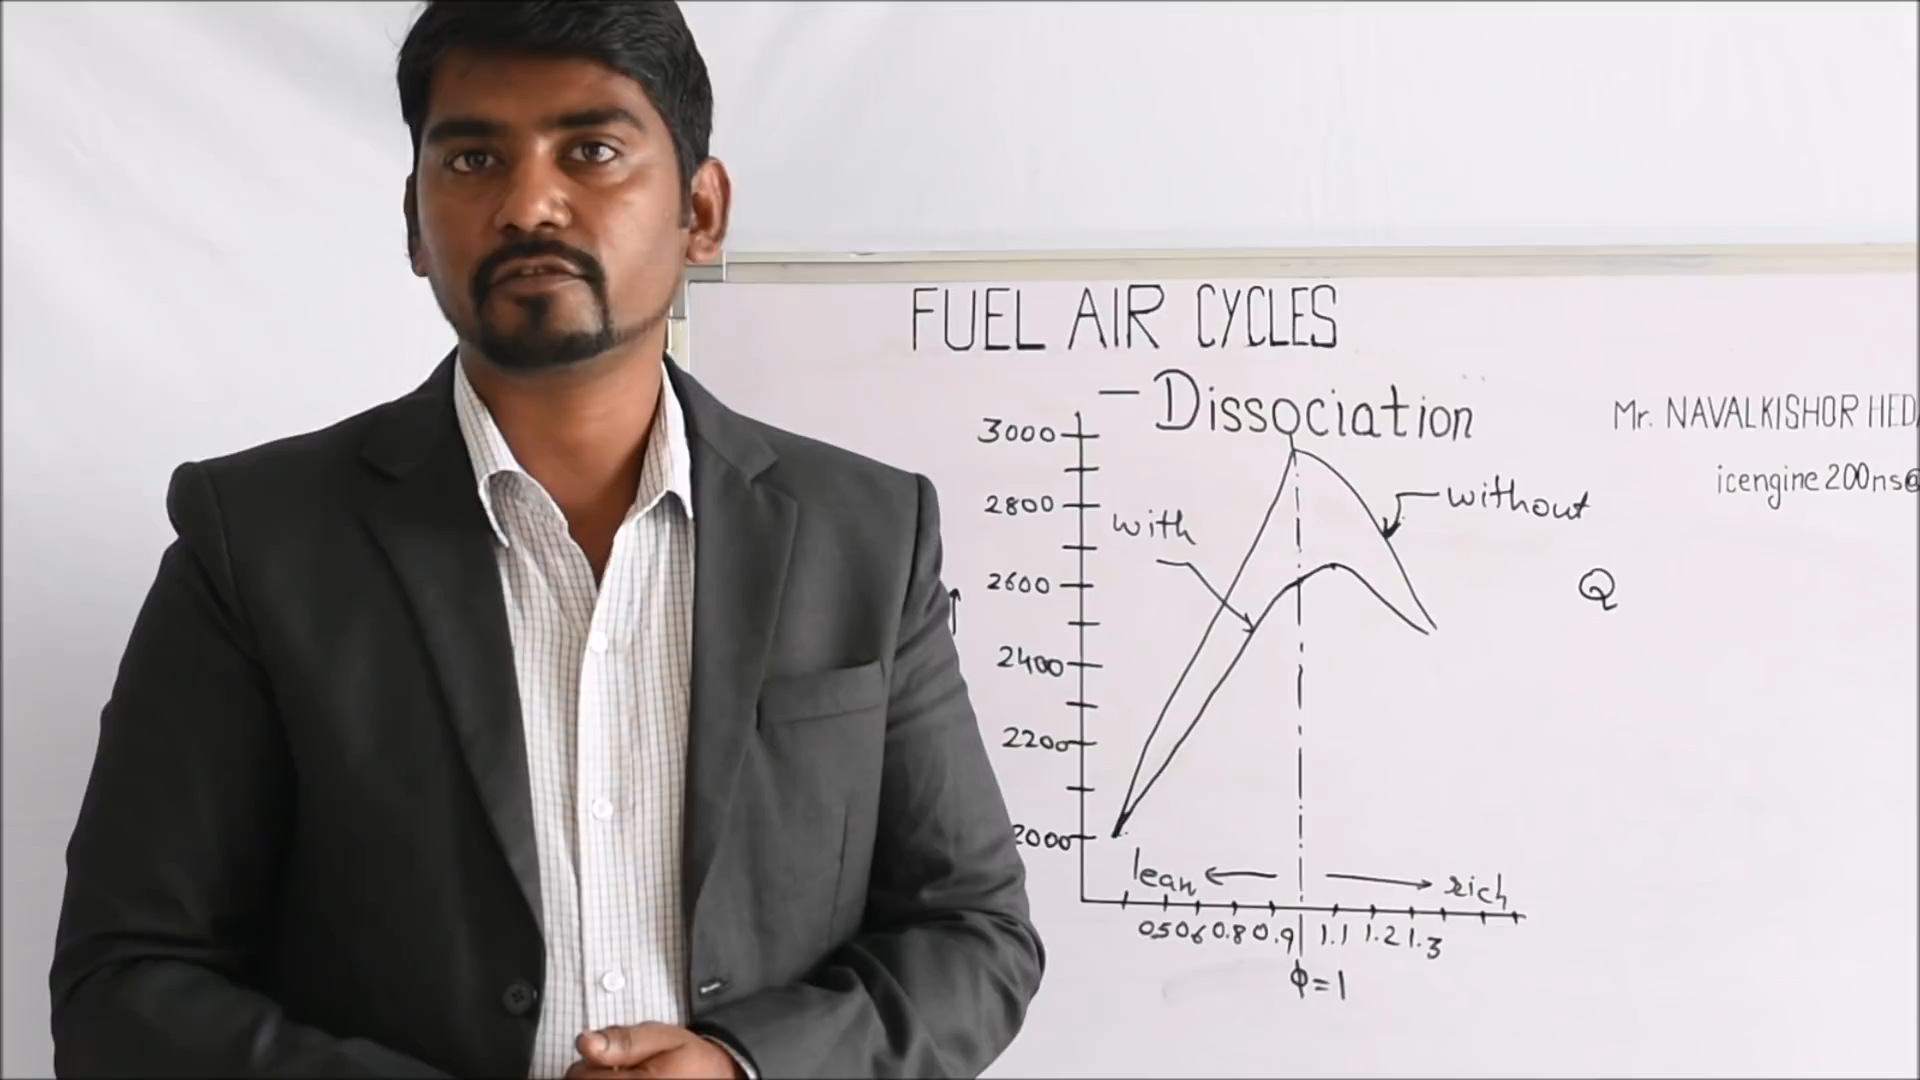 FUEL AIR CYCLES
- Dissociation
Mr. NAVALKISHOR HED
icengine200ns@
3000
2800
2600
2400
2200
2000
with
without
Q
lean
rich
0.5 0.6 0.8 0.9 1.1 1.2 1.3
ϕ=1